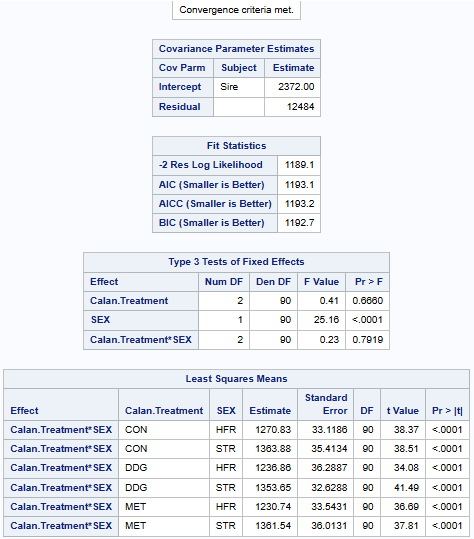 Convergence criteria met.
Covariance Parameter Estimates
Cov Parm Subject Estimate
Intercept Sire 2372.00
Residual 12484
Fit Statistics
-2 Res Log Likelihood 1189.1
AIC (Smaller is Better) 1193.1
AICC (Smaller is Better) 1193.2
BIC (Smaller is Better) 1192.7
Type 3 Tests of Fixed Effects
Effect Num DF Den DF F Value Pr > F
Calan.Treatment 2 90 0.41 0.6660
SEX 1 90 25.16 <.0001
Calan.Treatment*SEX 2 90 0.23 0.7919
Least Squares Means
Effect Calan.Treatment SEX Estimate Standard Error DF t Value Pr > |t|
Calan.Treatment*SEX CON HFR 1270.83 33.1186 90 38.37 <.0001
Calan.Treatment*SEX CON STR 1363.88 35.4134 90 38.51 <.0001
Calan.Treatment*SEX DDG HFR 1236.86 36.2887 90 34.08 <.0001
Calan.Treatment*SEX DDG STR 1353.65 32.6288 90 41.49 <.0001
Calan.Treatment*SEX MET HFR 1230.74 33.5431 90 36.69 <.0001
Calan.Treatment*SEX MET STR 1361.54 36.0131 90 37.81 <.0001